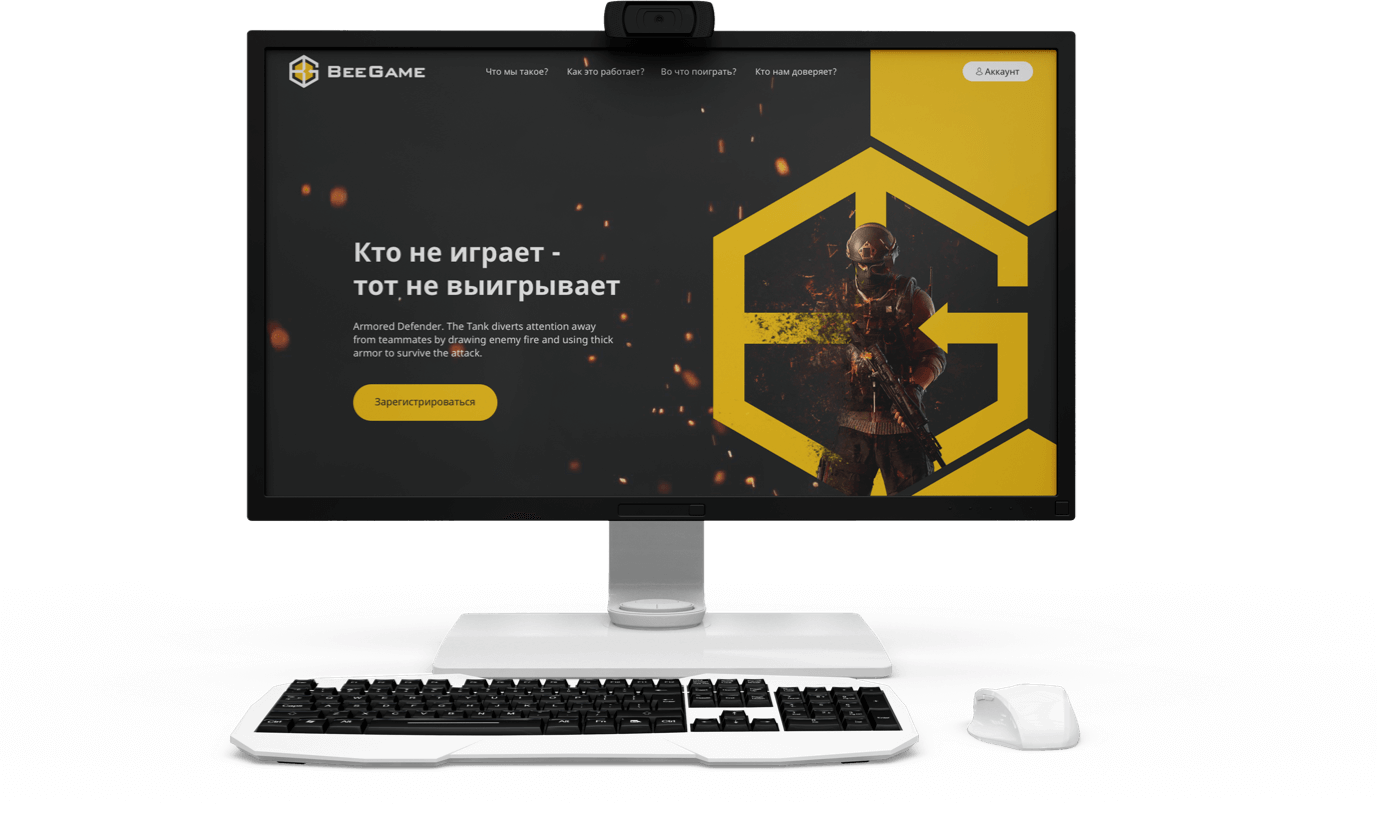 BEEGAME
Что мы такое?
Как это работает?
Во что поиграть?
Кто нам доверяет?
Аккаунт
Кто не играет -
тот не выигрывает
Armored Defender. The Tank diverts attention away
from teammates by drawing enemy fire and using thick
armor to survive the attack.
Зарегистрироваться